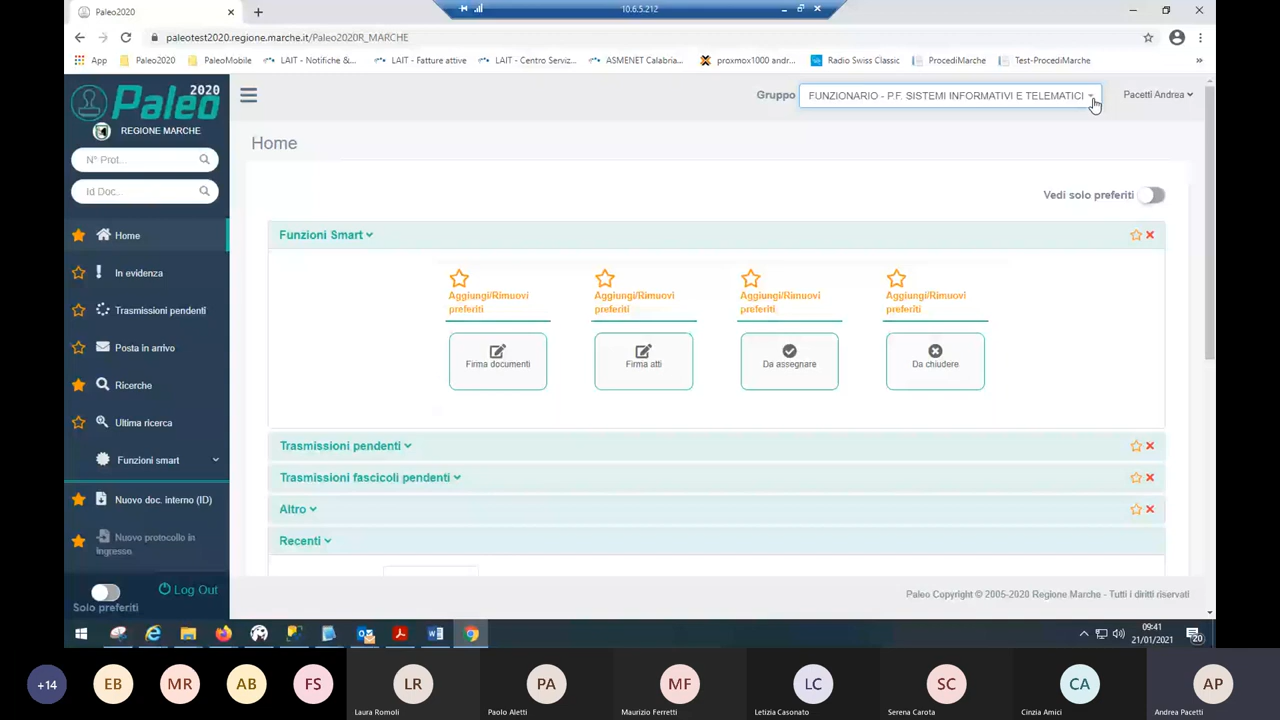 Paleo2020
10.6.5.212
paleotest2020.regione.marche.it/Paleo2020R_MARCHE
App
Paleo2020
PaleoMobile
LAIT - Notifiche &...
LAIT - Fatture attive
LAIT - Centro Serviz...
ASMENET Calabria...
proxmox1000 andr...
Radio Swiss Classic
ProcediMarche
Test-ProcediMarche
»
Paleo 2020
REGIONE MARCHE
Gruppo
FUNZIONARIO - P.F. SISTEMI INFORMATIVI E TELEMATICI
Pacetti Andrea
N° Prot...
Id Doc...
Home
Vedi solo preferiti
Home
In evidenza
Trasmissioni pendenti
Posta in arrivo
Ricerche
Ultima ricerca
Funzioni smart
Nuovo doc. interno (ID)
Nuovo protocollo in
Ingresso
Solo preferiti
Log Out
Funzioni Smart
Aggiungi/Rimuovi
preferiti
Aggiungi/Rimuovi
preferiti
Aggiungi/Rimuovi
preferiti
Aggiungi/Rimuovi
preferiti
Firma documenti
Firma atti
Da assegnare
Da chiudere
Trasmissioni pendenti
Trasmissioni fascicoli pendenti
Altro
Recenti
Paleo Copyright © 2005-2020 Regione Marche - Tutti i diritti riservati
09:41
21/01/2021
20
+14
EB
MR
AB
FS
LR
Laura Romoli
PA
Paolo Aletti
MF
Maurizio Ferretti
LC
Letizia Casonato
SC
Serena Carota
CA
Cinzia Amici
AP
Andrea Pacetti